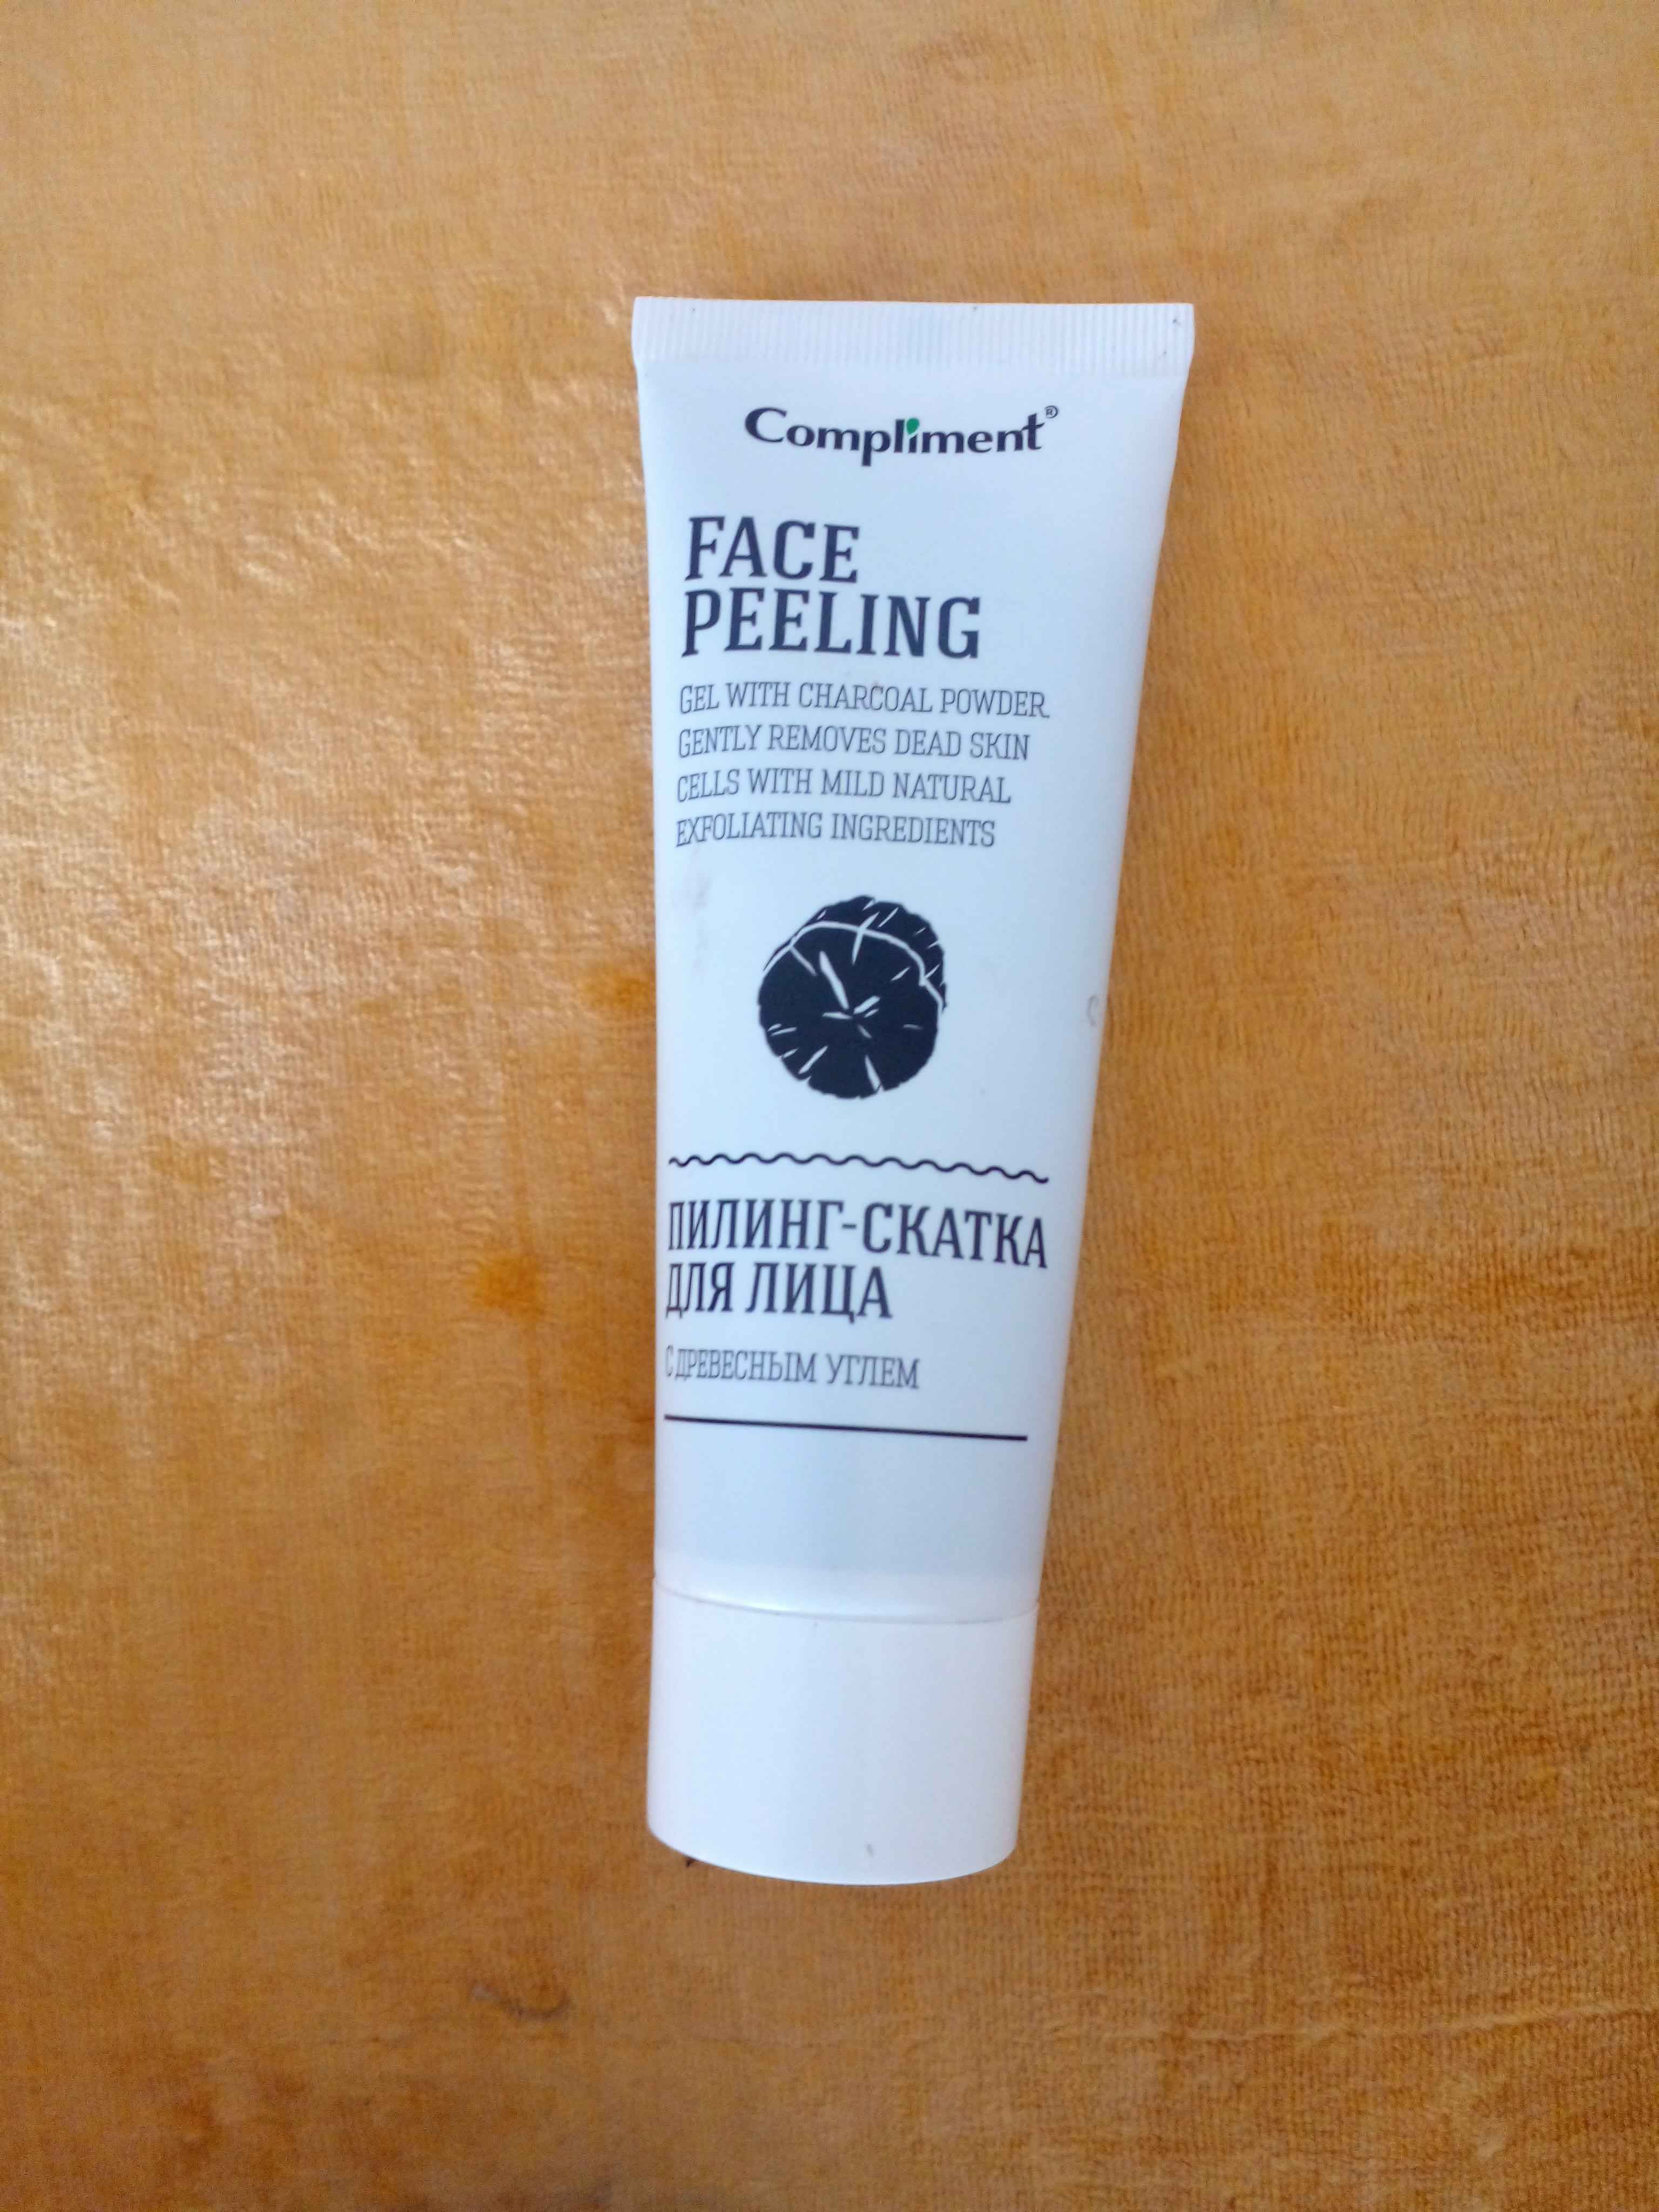 Compliment®
FACE
PEELING
GEL WITH CHARCOAL POWDER.
GENTLY REMOVES DEAD SKIN
CELLS WITH MILD NATURAL
EXFOLIATING INGREDIENTS
ПИЛИНГ-СКАТКА
ДЛЯ ЛИЦА
С ДРЕВЕСНЫМ УГЛЕМ